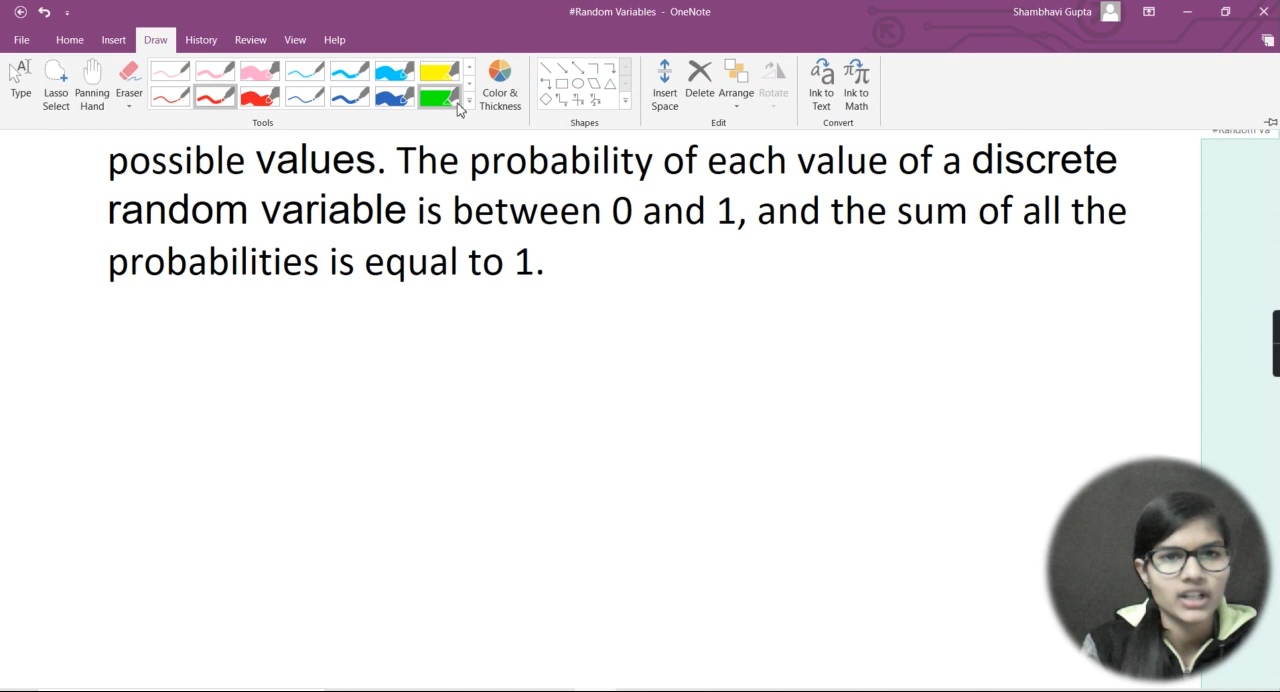 #Random Variables - OneNote
Shambhavi Gupta
File Home Insert Draw History Review View Help
Type
Lasso Select
Panning Hand
Eraser
Color & Thickness
Insert Space
Delete
Arrange
Rotate
Ink to Text
Ink to Math
Tools
Shapes
Edit
Convert
possible values. The probability of each value of a discrete
random variable is between 0 and 1, and the sum of all the
probabilities is equal to 1.